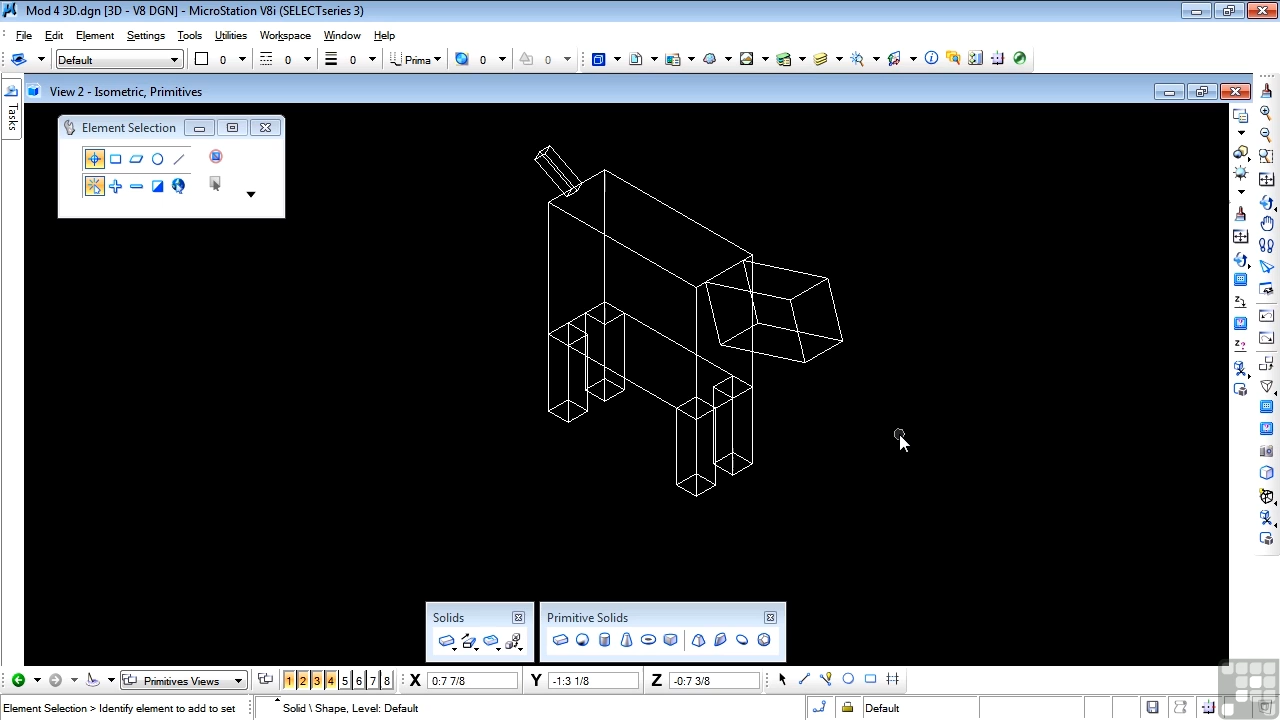 Mod 4 3D.dgn [3D - V8 DGN] - MicroStation V8i (SELECTseries 3)
File Edit Element Settings Tools Utilities Workspace Window Help
Default 0 0 0 Prima 0 0
View 2 - Isometric, Primitives
Tasks
Element Selection
Solids
Primitive Solids
Primitives Views 1 2 3 4 5 6 7 8 X 0:7 7/8 Y -1:3 1/8 Z -0:7 3/8
Element Selection > Identify element to add to set Solid \ Shape, Level: Default Default